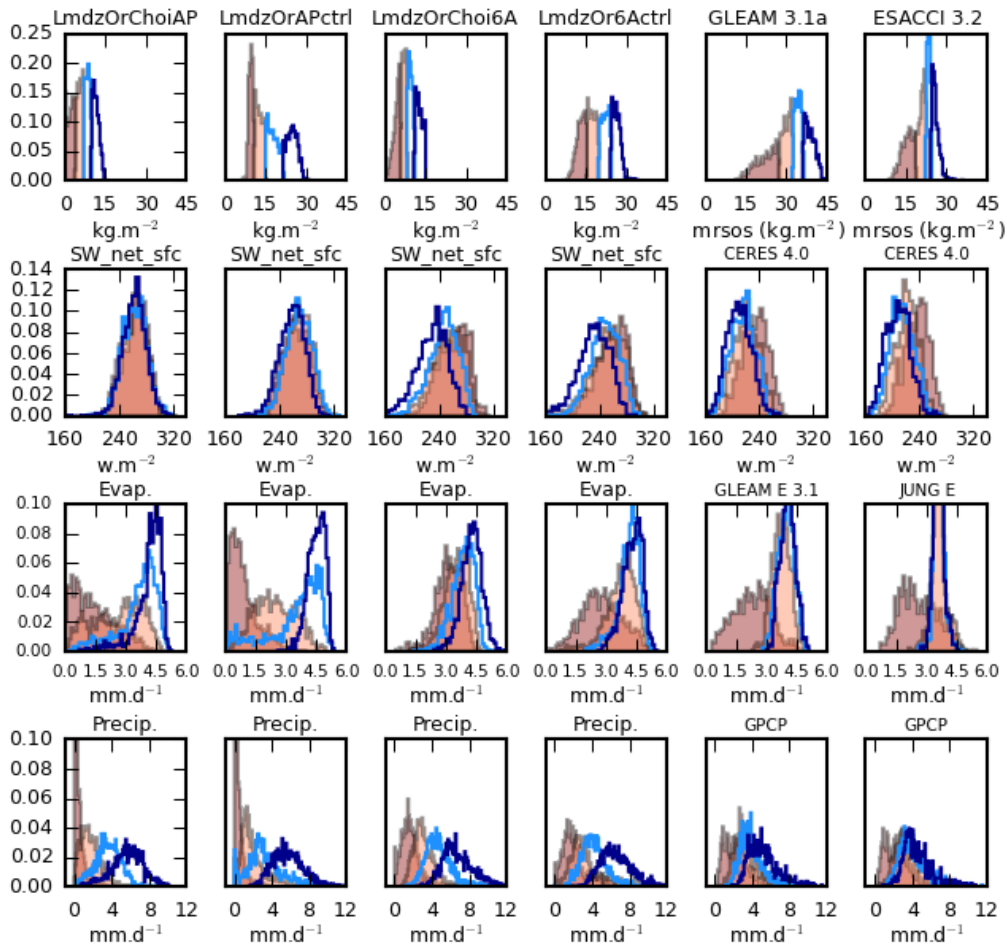 LmdzOrChoiAP LmdzOrAPctrl LmdzOrChoi6A LmdzOr6Actrl GLEAM 3.1a ESACCI 3.2
0.25
0.20
0.15
0.10
0.05
0.00
0 15 30 45 0 15 30 45 0 15 30 45 0 15 30 45 0 15 30 45 0 15 30 45
kg.m⁻² kg.m⁻² kg.m⁻² kg.m⁻² mrsos (kg.m⁻²) mrsos (kg.m⁻²)
SW_net_sfc SW_net_sfc SW_net_sfc SW_net_sfc CERES 4.0 CERES 4.0
0.14
0.12
0.10
0.08
0.06
0.04
0.02
0.00
160 240 320 160 240 320 160 240 320 160 240 320 160 240 320 160 240 320
w.m⁻² w.m⁻² w.m⁻² w.m⁻² w.m⁻² w.m⁻²
Evap. Evap. Evap. Evap. GLEAM E 3.1 JUNG E
0.10
0.08
0.06
0.04
0.02
0.00
0.0 1.5 3.0 4.5 6.0 0.0 1.5 3.0 4.5 6.0 0.0 1.5 3.0 4.5 6.0 0.0 1.5 3.0 4.5 6.0 0.0 1.5 3.0 4.5 6.0 0.0 1.5 3.0 4.5 6.0
mm.d⁻¹ mm.d⁻¹ mm.d⁻¹ mm.d⁻¹ mm.d⁻¹ mm.d⁻¹
Precip. Precip. Precip. Precip. GPCP GPCP
0.10
0.08
0.06
0.04
0.02
0.00
0 4 8 12 0 4 8 12 0 4 8 12 0 4 8 12 0 4 8 12 0 4 8 12
mm.d⁻¹ mm.d⁻¹ mm.d⁻¹ mm.d⁻¹ mm.d⁻¹ mm.d⁻¹